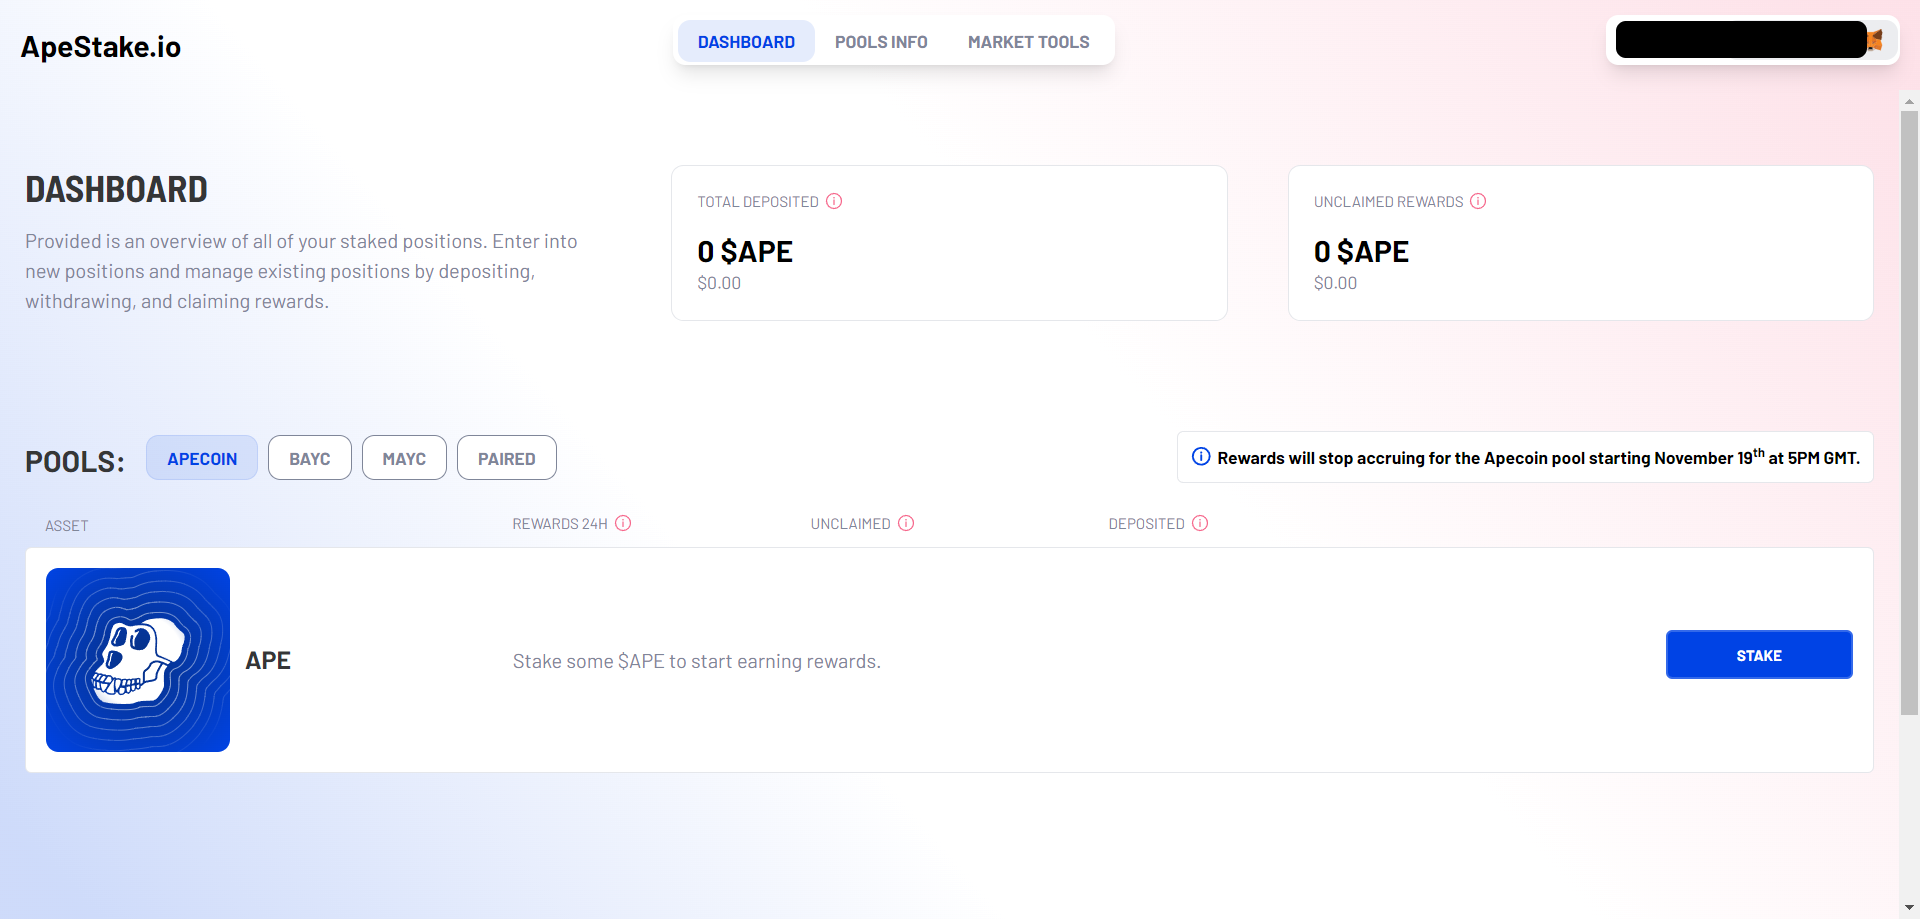 ApeStake.io
DASHBOARD
POOLS INFO
MARKET TOOLS
DASHBOARD
Provided is an overview of all of your staked positions. Enter into
new positions and manage existing positions by depositing,
withdrawing, and claiming rewards.
TOTAL DEPOSITED
0 $APE
$0.00
UNCLAIMED REWARDS
0 $APE
$0.00
POOLS:
APECOIN
BAYC
MAYC
PAIRED
Rewards will stop accruing for the Apecoin pool starting November 19th at 5PM GMT.
ASSET
REWARDS 24H
UNCLAIMED
DEPOSITED
APE
Stake some $APE to start earning rewards.
STAKE